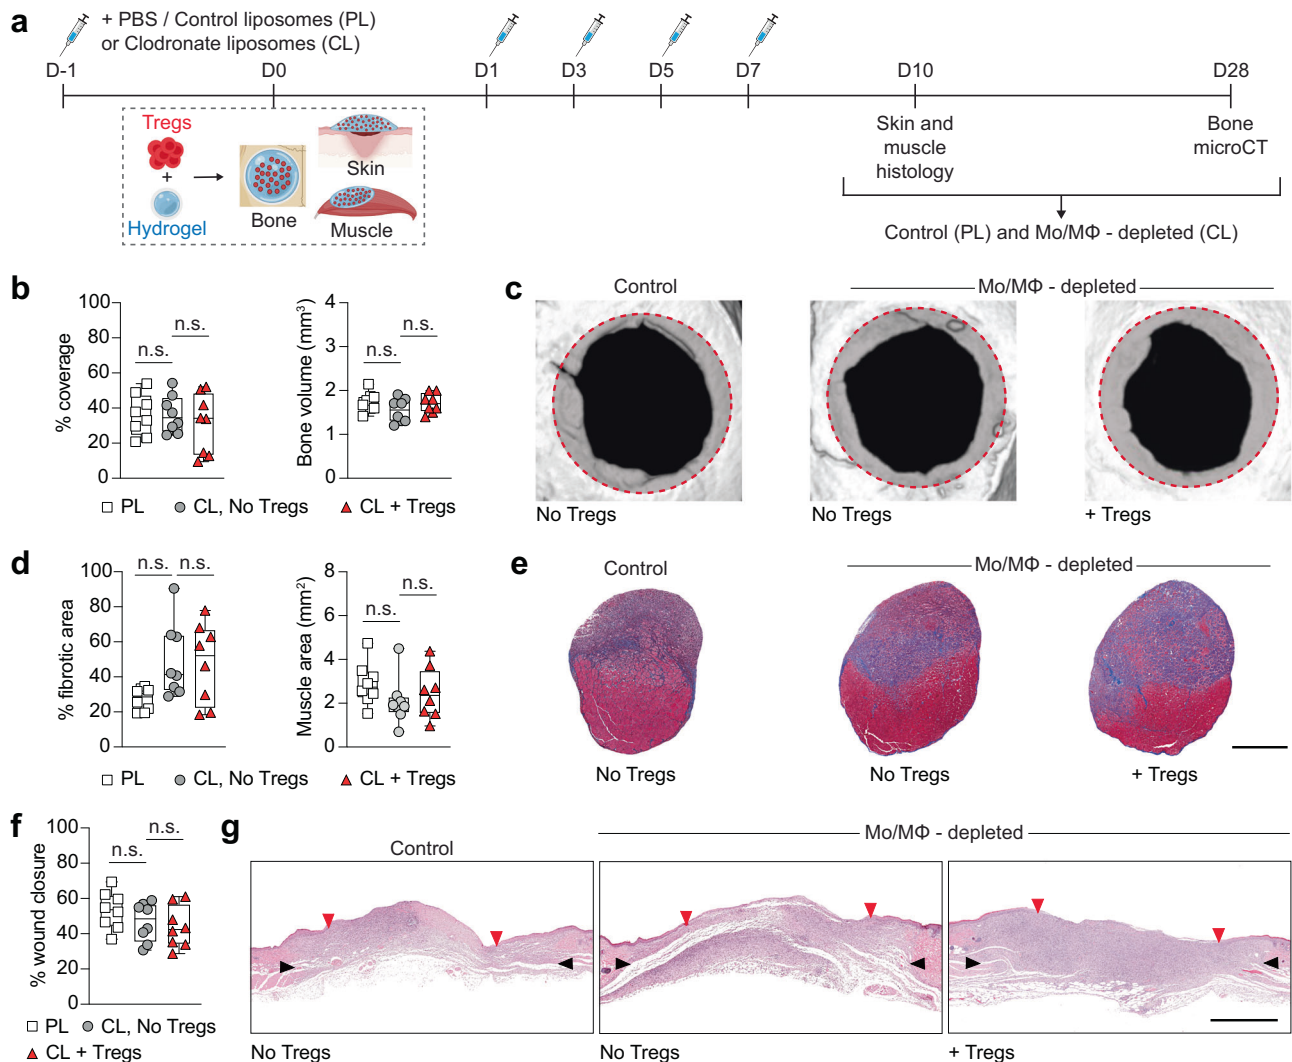 a
+ PBS / Control liposomes (PL)
or Clodronate liposomes (CL)
D-1
D0
D1
D3
D5
D7
D10
D28
Tregs
+
Hydrogel
Bone
Skin
Muscle
Skin and
muscle
histology
Bone
microCT
Control (PL) and Mo/MΦ - depleted (CL)
b
% coverage
100
80
60
40
20
0
n.s.
n.s.
Bone volume (mm³)
4
3
2
1
0
n.s.
n.s.
PL
CL, No Tregs
CL + Tregs
c
Control
Mo/MΦ - depleted
No Tregs
No Tregs
+ Tregs
d
% fibrotic area
100
80
60
40
20
0
n.s.
n.s.
Muscle area (mm²)
8
6
4
2
0
n.s.
n.s.
PL
CL, No Tregs
CL + Tregs
e
Control
Mo/MΦ - depleted
No Tregs
No Tregs
+ Tregs
f
% wound closure
100
80
60
40
20
0
n.s.
n.s.
PL
CL, No Tregs
CL + Tregs
g
Control
Mo/MΦ - depleted
No Tregs
No Tregs
+ Tregs